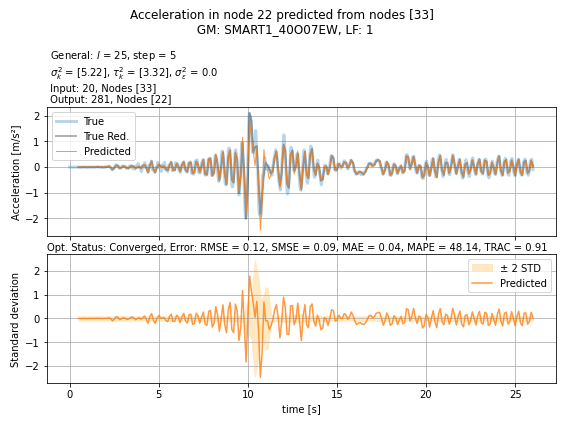 Acceleration in node 22 predicted from nodes [33]
GM: SMART1_40O07EW, LF: 1
General: l = 25, step = 5
σ²ₖ = [5.22], τ²ₖ = [3.32], σ²ε = 0.0
Input: 20, Nodes [33]
Output: 281, Nodes [22]
Acceleration [m/s²]
2
1
0
−1
−2
True
True Red.
Predicted
Opt. Status: Converged, Error: RMSE = 0.12, SMSE = 0.09, MAE = 0.04, MAPE = 48.14, TRAC = 0.91
Standard deviation
2
1
0
−1
−2
± 2 STD
Predicted
0 5 10 15 20 25
time [s]